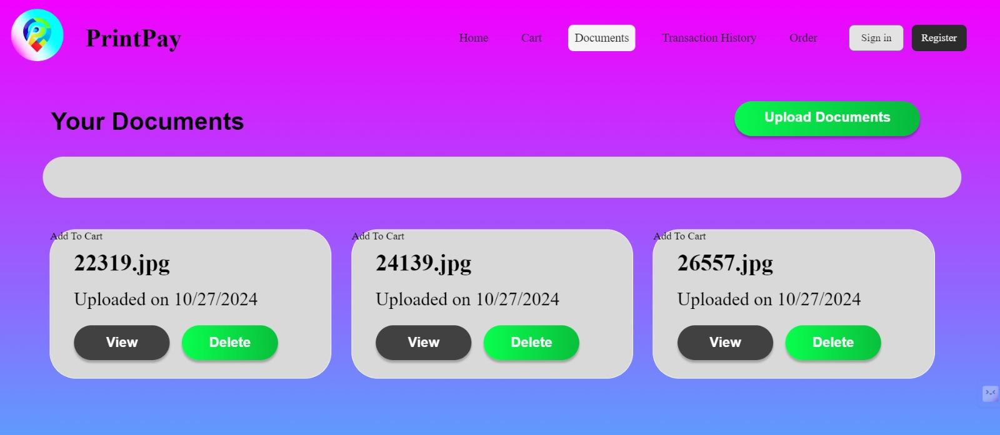 PrintPay
Home Cart Documents Transaction History Order Sign in Register
Your Documents
Upload Documents
Add To Cart Add To Cart Add To Cart
22319.jpg 24139.jpg 26557.jpg
Uploaded on 10/27/2024 Uploaded on 10/27/2024 Uploaded on 10/27/2024
View Delete View Delete View Delete